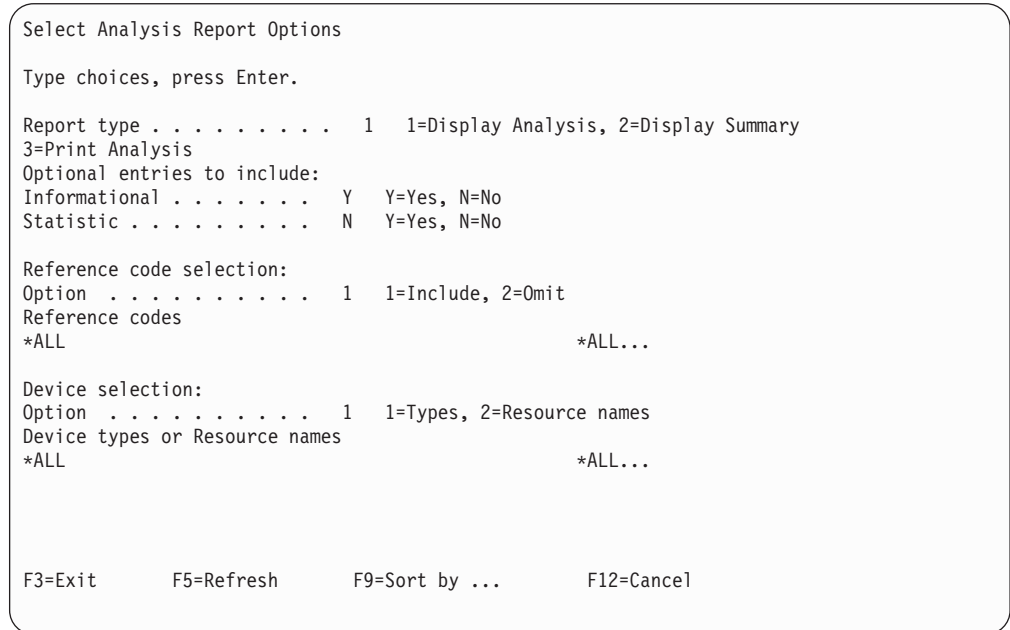 Select Analysis Report Options
Type choices, press Enter.
Report type . . . . . . . . . 1 1=Display Analysis, 2=Display Summary
3=Print Analysis
Optional entries to include:
Informational . . . . . . . Y Y=Yes, N=No
Statistic . . . . . . . . . N Y=Yes, N=No
Reference code selection:
Option . . . . . . . . . . 1 1=Include, 2=Omit
Reference codes
*ALL *ALL...
Device selection:
Option . . . . . . . . . . 1 1=Types, 2=Resource names
Device types or Resource names
*ALL *ALL...
F3=Exit F5=Refresh F9=Sort by ... F12=Cancel